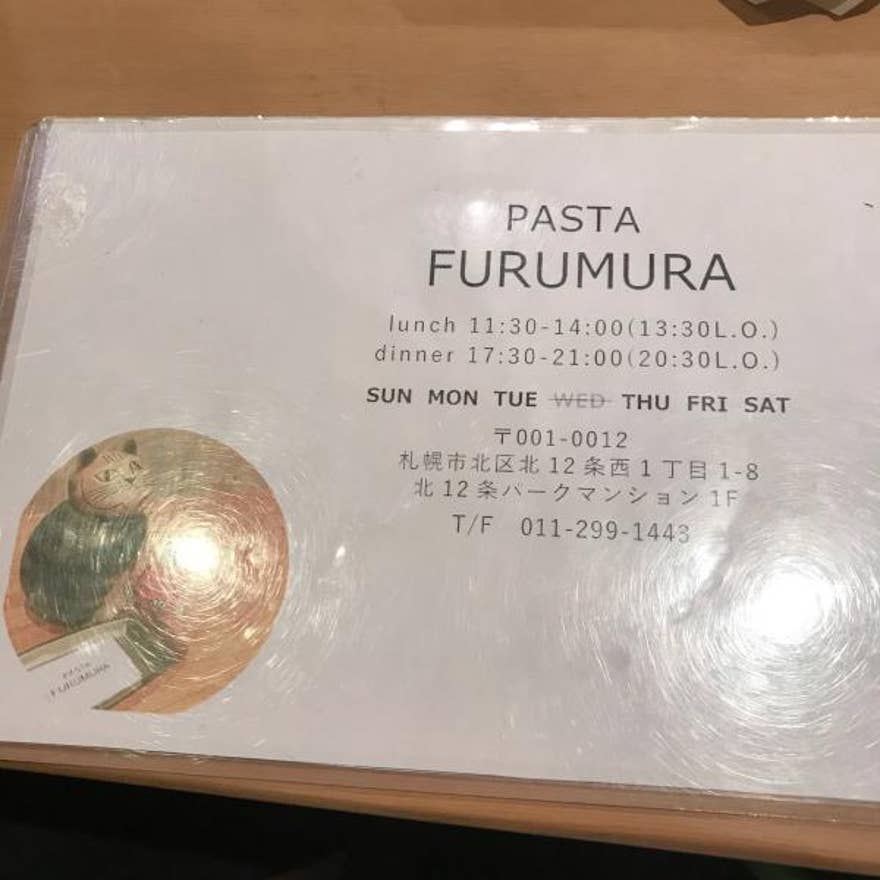 PASTA
FURUMURA
lunch 11:30-14:00(13:30L.O.)
dinner 17:30-21:00(20:30L.O.)
SUN MON TUE WED THU FRI SAT
〒001-0012
札幌市北区北12条西1丁目1-8
北12条パークマンション1F
T/F 011-299-1443
PASTA
FURUMURA